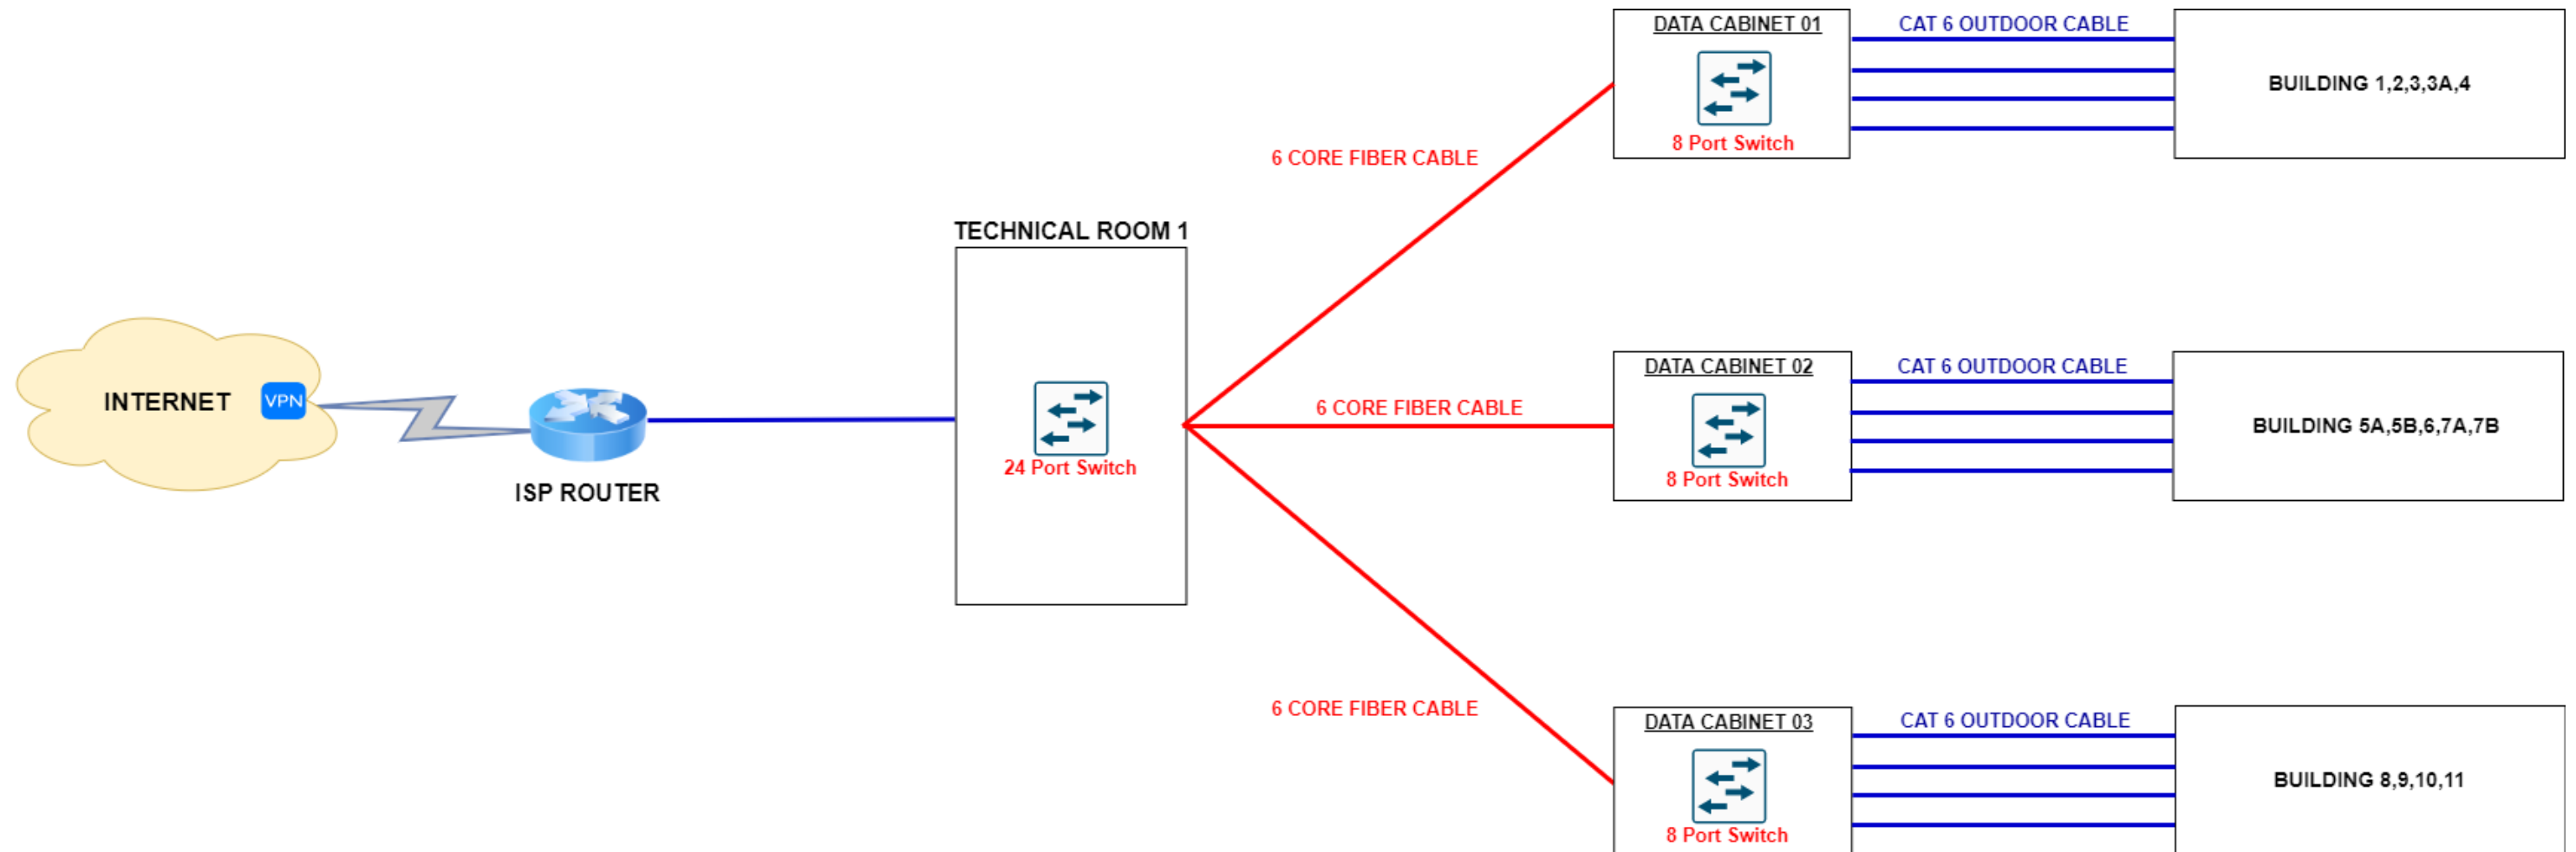 INTERNET
VPN
ISP ROUTER
TECHNICAL ROOM 1
24 Port Switch
6 CORE FIBER CABLE
DATA CABINET 01
8 Port Switch
CAT 6 OUTDOOR CABLE
BUILDING 1,2,3,3A,4
6 CORE FIBER CABLE
DATA CABINET 02
8 Port Switch
CAT 6 OUTDOOR CABLE
BUILDING 5A,5B,6,7A,7B
6 CORE FIBER CABLE
DATA CABINET 03
8 Port Switch
CAT 6 OUTDOOR CABLE
BUILDING 8,9,10,11